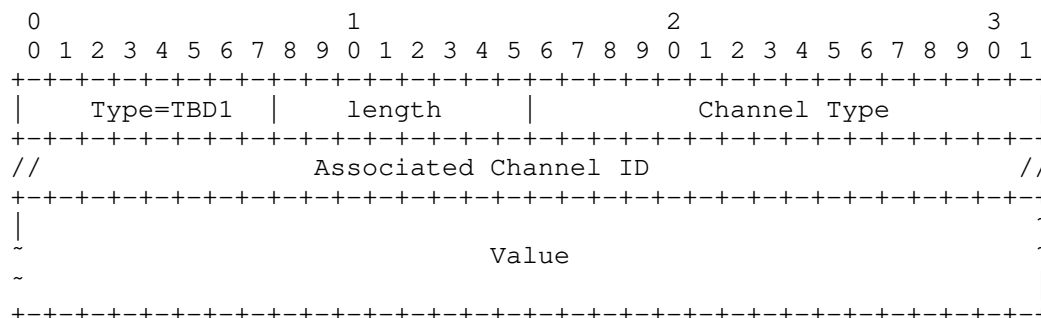 0                   1                   2                   3
0 1 2 3 4 5 6 7 8 9 0 1 2 3 4 5 6 7 8 9 0 1 2 3 4 5 6 7 8 9 0 1
+-+-+-+-+-+-+-+-+-+-+-+-+-+-+-+-+-+-+-+-+-+-+-+-+-+-+-+-+-+-+-+--
|   Type=TBD1   |    length     |          Channel Type
+-+-+-+-+-+-+-+-+-+-+-+-+-+-+-+-+-+-+-+-+-+-+-+-+-+-+-+-+-+-+-+--
//                 Associated Channel ID                       //
+-+-+-+-+-+-+-+-+-+-+-+-+-+-+-+-+-+-+-+-+-+-+-+-+-+-+-+-+-+-+-+--
|                                                               ~
~                             Value                             ~
~
+-+-+-+-+-+-+-+-+-+-+-+-+-+-+-+-+-+-+-+-+-+-+-+-+-+-+-+-+-+-+-+--